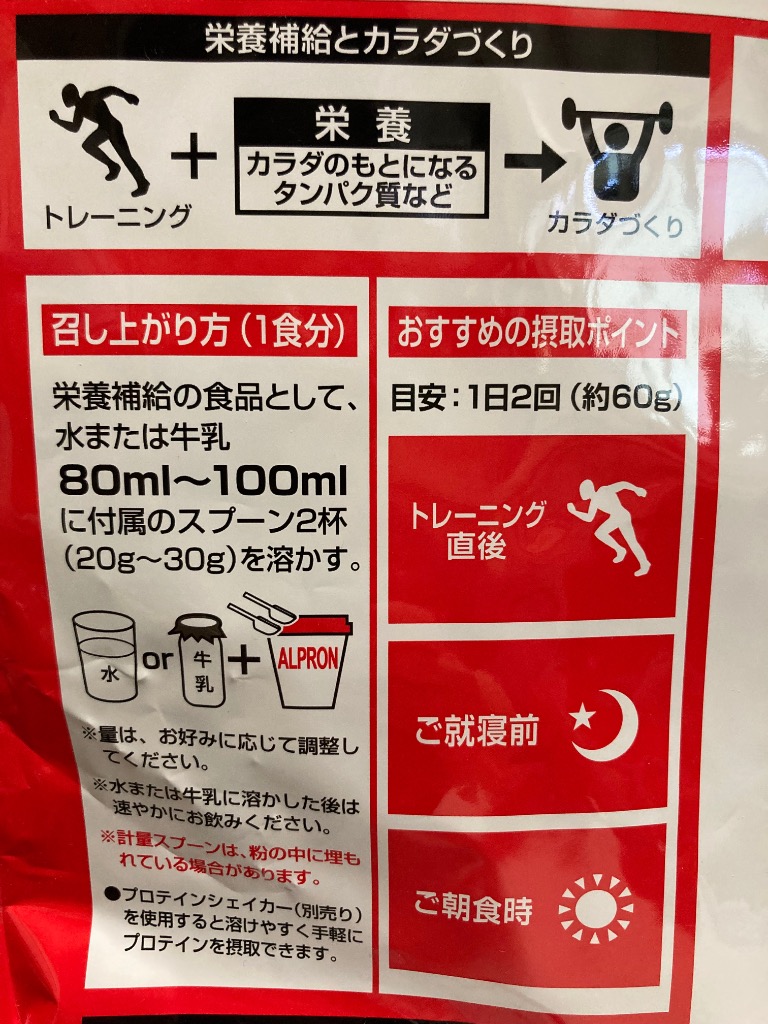 栄養補給とカラダづくり
栄養
カラダのもとになる
タンパク質など
トレーニング
カラダづくり
召し上がり方(1食分)
栄養補給の食品として、
水または牛乳
80ml〜100ml
に付属のスプーン2杯
(20g〜30g)を溶かす。
水
or
牛乳
ALPRON
※量は、お好みに応じて調整し
てください。
※水または牛乳に溶かした後は
速やかにお飲みください。
※計量スプーンは、粉の中に埋も
れている場合があります。
●プロテインシェイカー(別売り)
を使用すると溶けやすく手軽に
プロテインを摂取できます。
おすすめの摂取ポイント
目安:1日2回(約60g)
トレーニング
直後
ご就寝前
ご朝食時